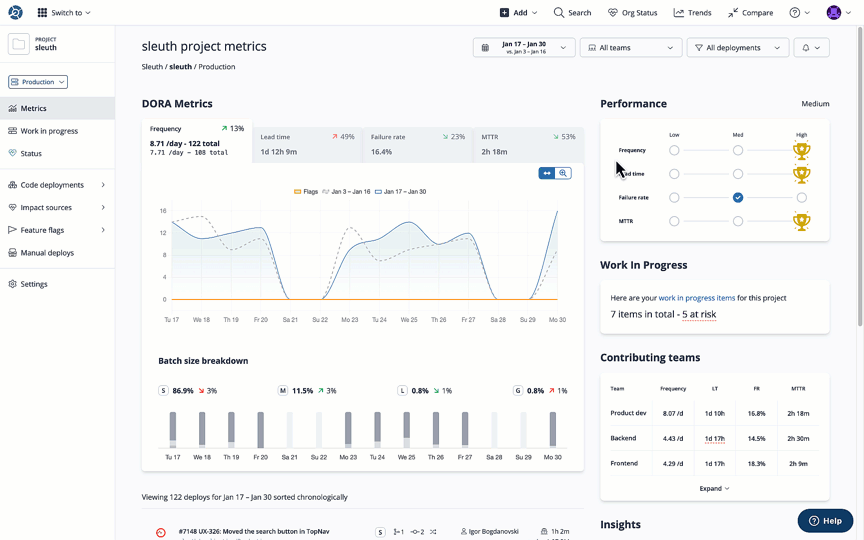 Switch to
Add
Search
Org Status
Trends
Compare
PROJECT
sleuth
Production
Metrics
Work in progress
Status
Code deployments
Impact sources
Feature flags
Manual deploys
Settings
sleuth project metrics
Sleuth / sleuth / Production
Jan 17 – Jan 30
vs. Jan 3 – Jan 16
All teams
All deployments
DORA Metrics
Frequency 13%
8.71 /day - 122 total
7.71 /day - 108 total
Lead time 49%
1d 12h 9m
Failure rate 23%
16.4%
MTTR 53%
2h 18m
Flags Jan 3 – Jan 16 Jan 17 – Jan 30
16
12
8
4
0
Tu 17 We 18 Th 19 Fr 20 Sa 21 Su 22 Mo 23 Tu 24 We 25 Th 26 Fr 27 Sa 28 Su 29 Mo 30
Batch size breakdown
S 86.9% 3%
M 11.5% 3%
L 0.8% 1%
G 0.8% 1%
Tu 17 We 18 Th 19 Fr 20 Sa 21 Su 22 Mo 23 Tu 24 We 25 Th 26 Fr 27 Sa 28 Su 29 Mo 30
Viewing 122 deploys for Jan 17 – Jan 30 sorted chronologically
#7148 UX-326: Moved the search button in TopNav
S 1 2 Igor Bogdanovski 1h 2m
Performance Medium
Low Med High
Frequency
time
Failure rate
MTTR
Work In Progress
Here are your work in progress items for this project
7 items in total - 5 at risk
Contributing teams
Team Frequency LT FR MTTR
Product dev 8.07 /d 1d 10h 16.8% 2h 18m
Backend 4.43 /d 1d 17h 14.5% 2h 30m
Frontend 4.29 /d 1d 17h 18.3% 2h 9m
Expand
Insights
Help